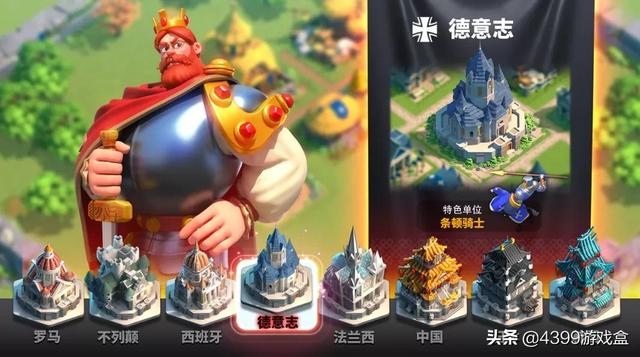 德意志
特色单位
条顿骑士
罗马
不列颠
西班牙
德意志
法兰西
中国
头条 @4399游戏盒